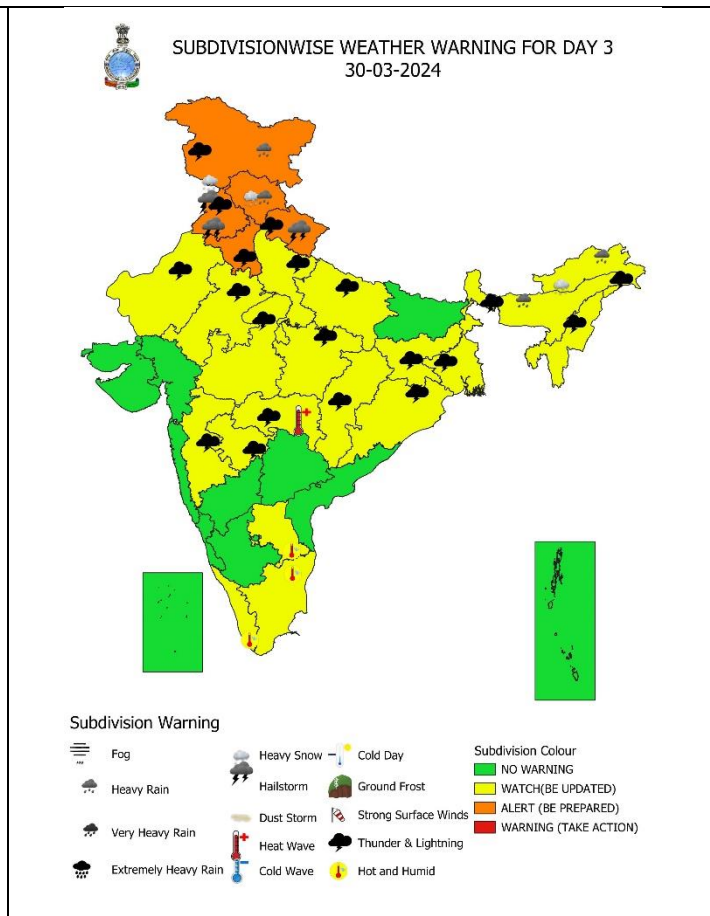 SUBDIVISIONWISE WEATHER WARNING FOR DAY 3
30-03-2024
Subdivision Warning
Fog
Heavy Rain
Very Heavy Rain
Extremely Heavy Rain
Heavy Snow
Hailstorm
Dust Storm
Heat Wave
Cold Wave
Cold Day
Ground Frost
Strong Surface Winds
Thunder & Lightning
Hot and Humid
Subdivision Colour
NO WARNING
WATCH(BE UPDATED)
ALERT (BE PREPARED)
WARNING (TAKE ACTION)